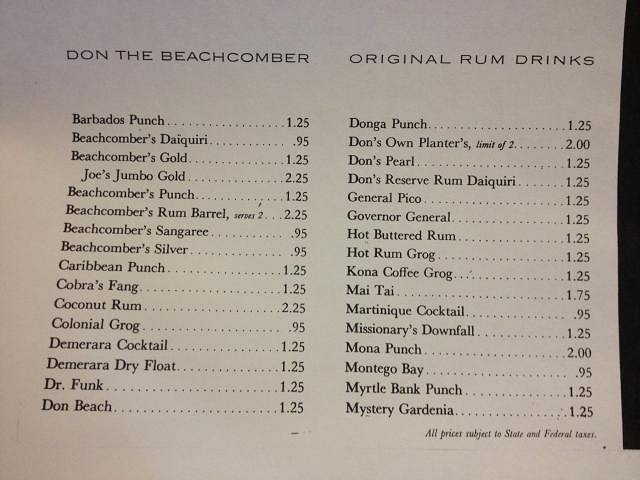 DON THE BEACHCOMBER
Barbados Punch . . . . . . . . . . . . . . . . . 1.25
Beachcomber's Daiquiri . . . . . . . . . . . . .95
Beachcomber's Gold . . . . . . . . . . . . . . 1.25
Joe's Jumbo Gold . . . . . . . . . . . . . . 2.25
Beachcomber's Punch . . . . . . . . . . . . . 1.25
Beachcomber's Rum Barrel, serves 2 . . . 2.25
Beachcomber's Sangaree . . . . . . . . . . . . .95
Beachcomber's Silver . . . . . . . . . . . . . . .95
Caribbean Punch . . . . . . . . . . . . . . . . 1.25
Cobra's Fang . . . . . . . . . . . . . . . . . . . 1.25
Coconut Rum . . . . . . . . . . . . . . . . . . . 2.25
Colonial Grog . . . . . . . . . . . . . . . . . . . .95
Demerara Cocktail . . . . . . . . . . . . . . . 1.25
Demerara Dry Float . . . . . . . . . . . . . . 1.25
Dr. Funk . . . . . . . . . . . . . . . . . . . . . . . 1.25
Don Beach . . . . . . . . . . . . . . . . . . . . . . 1.25
ORIGINAL RUM DRINKS
Donga Punch . . . . . . . . . . . . . . . . . . . 1.25
Don's Own Planter's, limit of 2 . . . . . . . 2.00
Don's Pearl . . . . . . . . . . . . . . . . . . . . . 1.25
Don's Reserve Rum Daiquiri . . . . . . . 1.25
General Pico . . . . . . . . . . . . . . . . . . . . 1.25
Governor General . . . . . . . . . . . . . . . . 1.25
Hot Buttered Rum . . . . . . . . . . . . . . . 1.25
Hot Rum Grog . . . . . . . . . . . . . . . . . . 1.25
Kona Coffee Grog . . . . . . . . . . . . . . . . 1.25
Mai Tai . . . . . . . . . . . . . . . . . . . . . . . . 1.75
Martinique Cocktail . . . . . . . . . . . . . . . .95
Missionary's Downfall . . . . . . . . . . . . . 1.25
Mona Punch . . . . . . . . . . . . . . . . . . . . 2.00
Montego Bay . . . . . . . . . . . . . . . . . . . . .95
Myrtle Bank Punch . . . . . . . . . . . . . . . 1.25
Mystery Gardenia . . . . . . . . . . . . . . . . 1.25
All prices subject to State and Federal taxes.